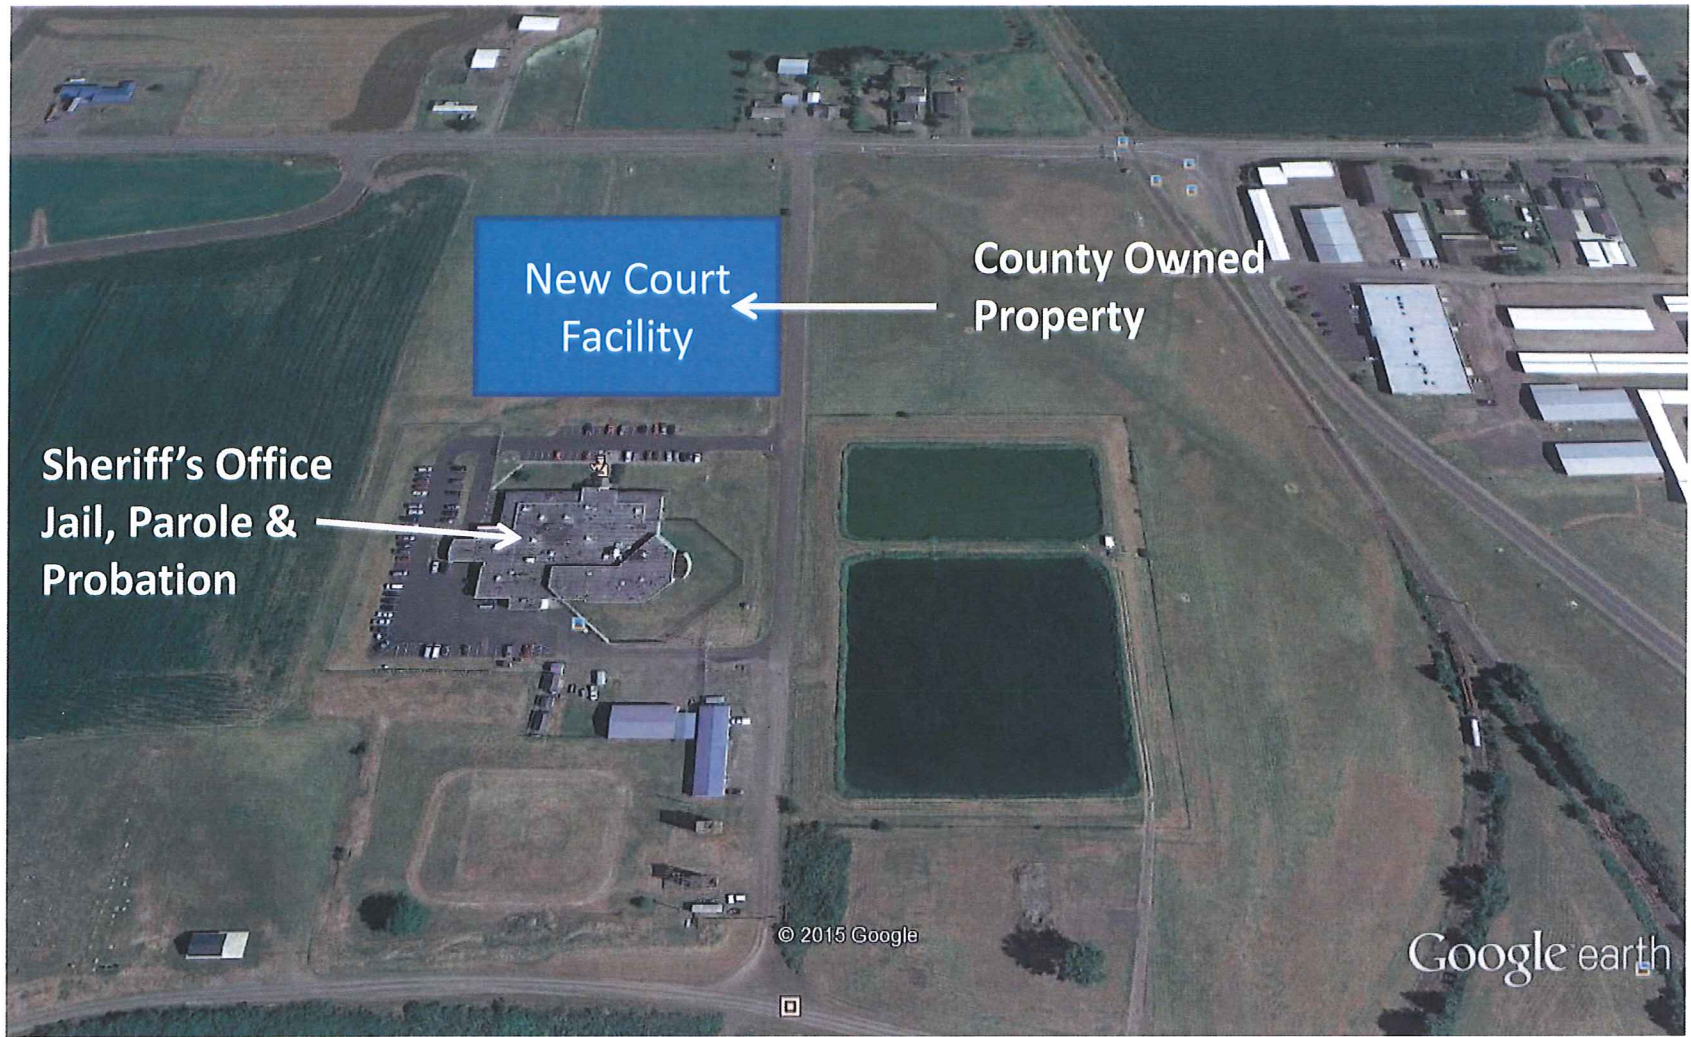 New Court
Facility
County Owned
Property
Sheriff's Office
Jail, Parole &
Probation
© 2015 Google
Google earth